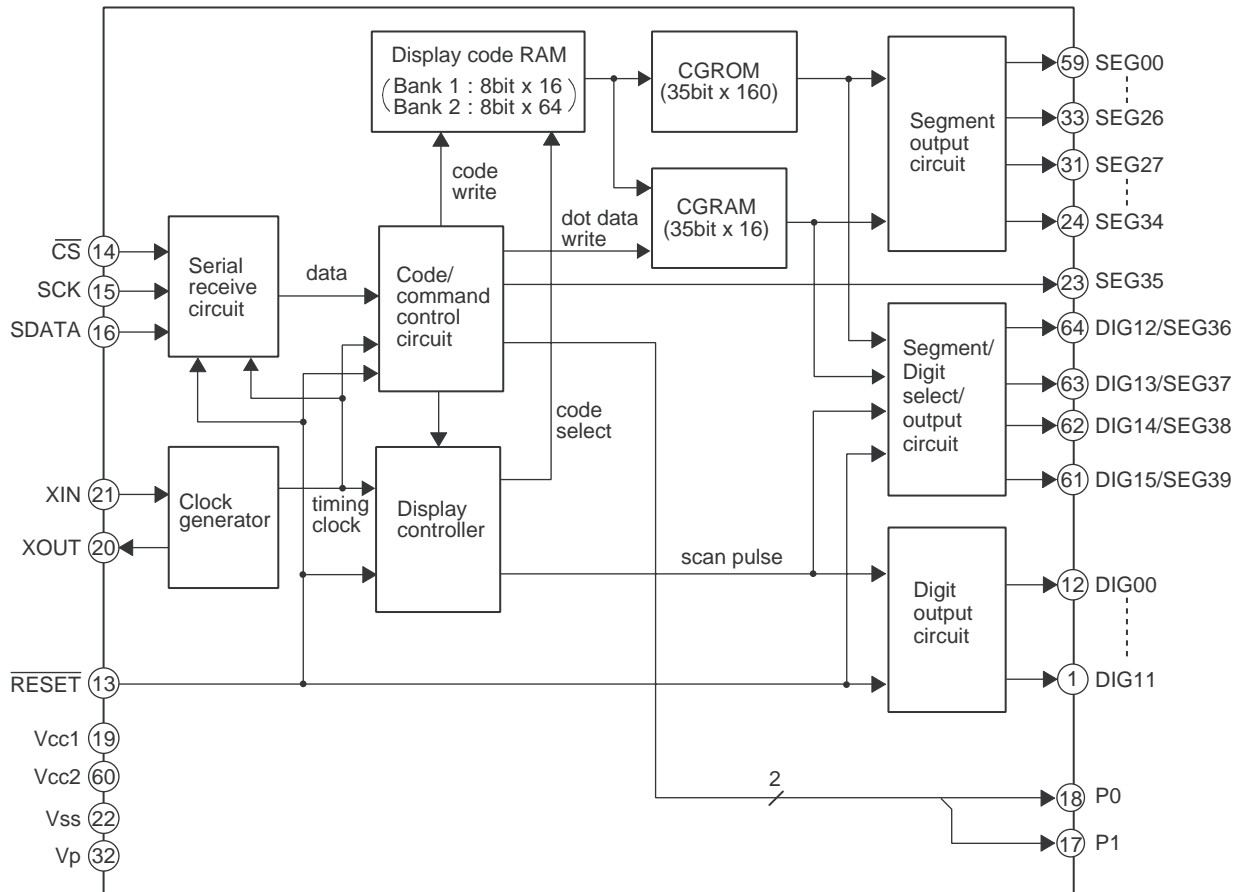 Display code RAM
( Bank 1 : 8bit x 16
Bank 2 : 8bit x 64 )
CGROM
(35bit x 160)
CGRAM
(35bit x 16)
Segment
output
circuit
59 SEG00
33 SEG26
31 SEG27
24 SEG34
23 SEG35
code
write
dot data
write
CS 14
SCK 15
SDATA 16
Serial
receive
circuit
data
Code/
command
control
circuit
code
select
Segment/
Digit
select/
output
circuit
64 DIG12/SEG36
63 DIG13/SEG37
62 DIG14/SEG38
61 DIG15/SEG39
XIN 21
XOUT 20
Clock
generator
timing
clock
Display
controller
scan pulse
Digit
output
circuit
12 DIG00
1 DIG11
RESET 13
Vcc1 19
Vcc2 60
Vss 22
Vp 32
2
18 P0
17 P1